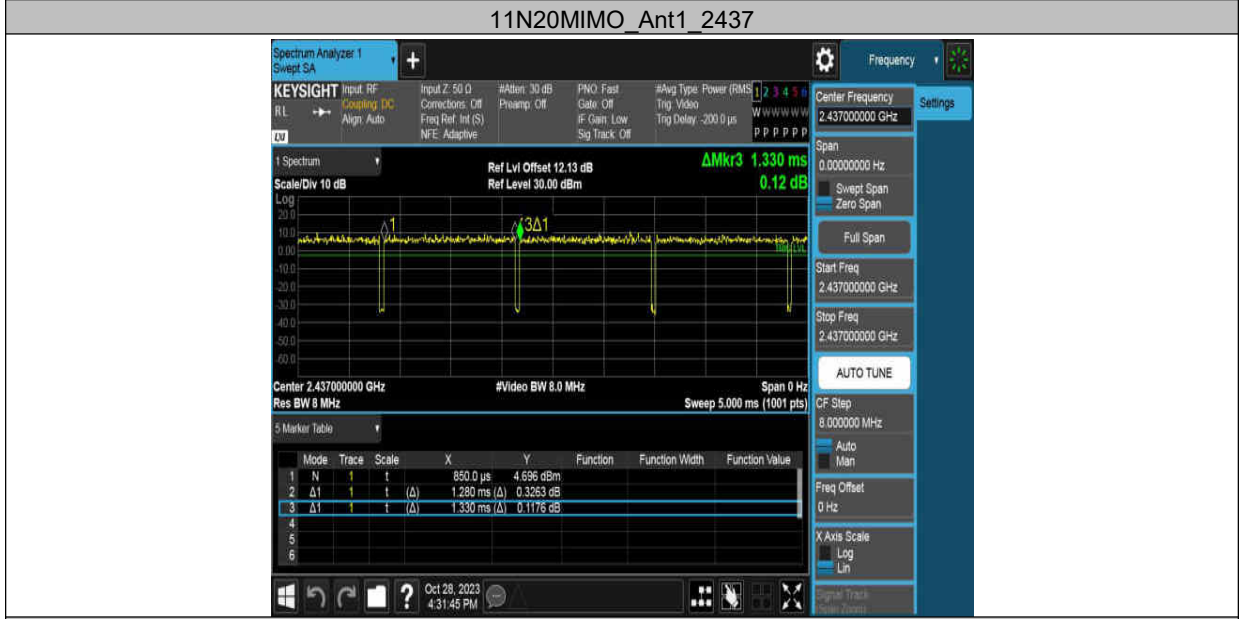 11N20MIMO_Ant1_2437
Spectrum Analyzer 1
Swept SA
+
Frequency
KEYSIGHT
RL
Input: RF
Coupling: DC
Align: Auto
Input Z: 50 Ω
Corrections: Off
Freq Ref: Int (S)
NFE: Adaptive
#Atten: 30 dB
Preamp: Off
PNO: Fast
Gate: Off
IF Gain: Low
Sig Track: Off
#Avg Type: Power (RMS
Trig: Video
Trig Delay: -200.0 µs
1 2 3 4 5 6
W W W W W W
P P P P P P
LXI
1 Spectrum
Scale/Div 10 dB
Log
Ref Lvl Offset 12.13 dB
Ref Level 30.00 dBm
ΔMkr3 1.330 ms
0.12 dB
20.0
10.0
0.00
-10.0
-20.0
-30.0
-40.0
-50.0
-60.0
1
3Δ1
Center 2.437000000 GHz
#Video BW 8.0 MHz
Span 0 Hz
Res BW 8 MHz
Sweep 5.000 ms (1001 pts)
5 Marker Table
Mode Trace Scale X Y Function Function Width Function Value
1 N 1 t 850.0 µs 4.696 dBm
2 Δ1 1 t (Δ) 1.280 ms (Δ) 0.3263 dB
3 Δ1 1 t (Δ) 1.330 ms (Δ) 0.1176 dB
4
5
6
?
Oct 28, 2023
4:31:45 PM
Center Frequency
2.437000000 GHz
Settings
Span
0.00000000 Hz
Swept Span
Zero Span
Full Span
Start Freq
2.437000000 GHz
Stop Freq
2.437000000 GHz
AUTO TUNE
CF Step
8.000000 MHz
Auto
Man
Freq Offset
0 Hz
X Axis Scale
Log
Lin
Signal Track
(Span Zoom)